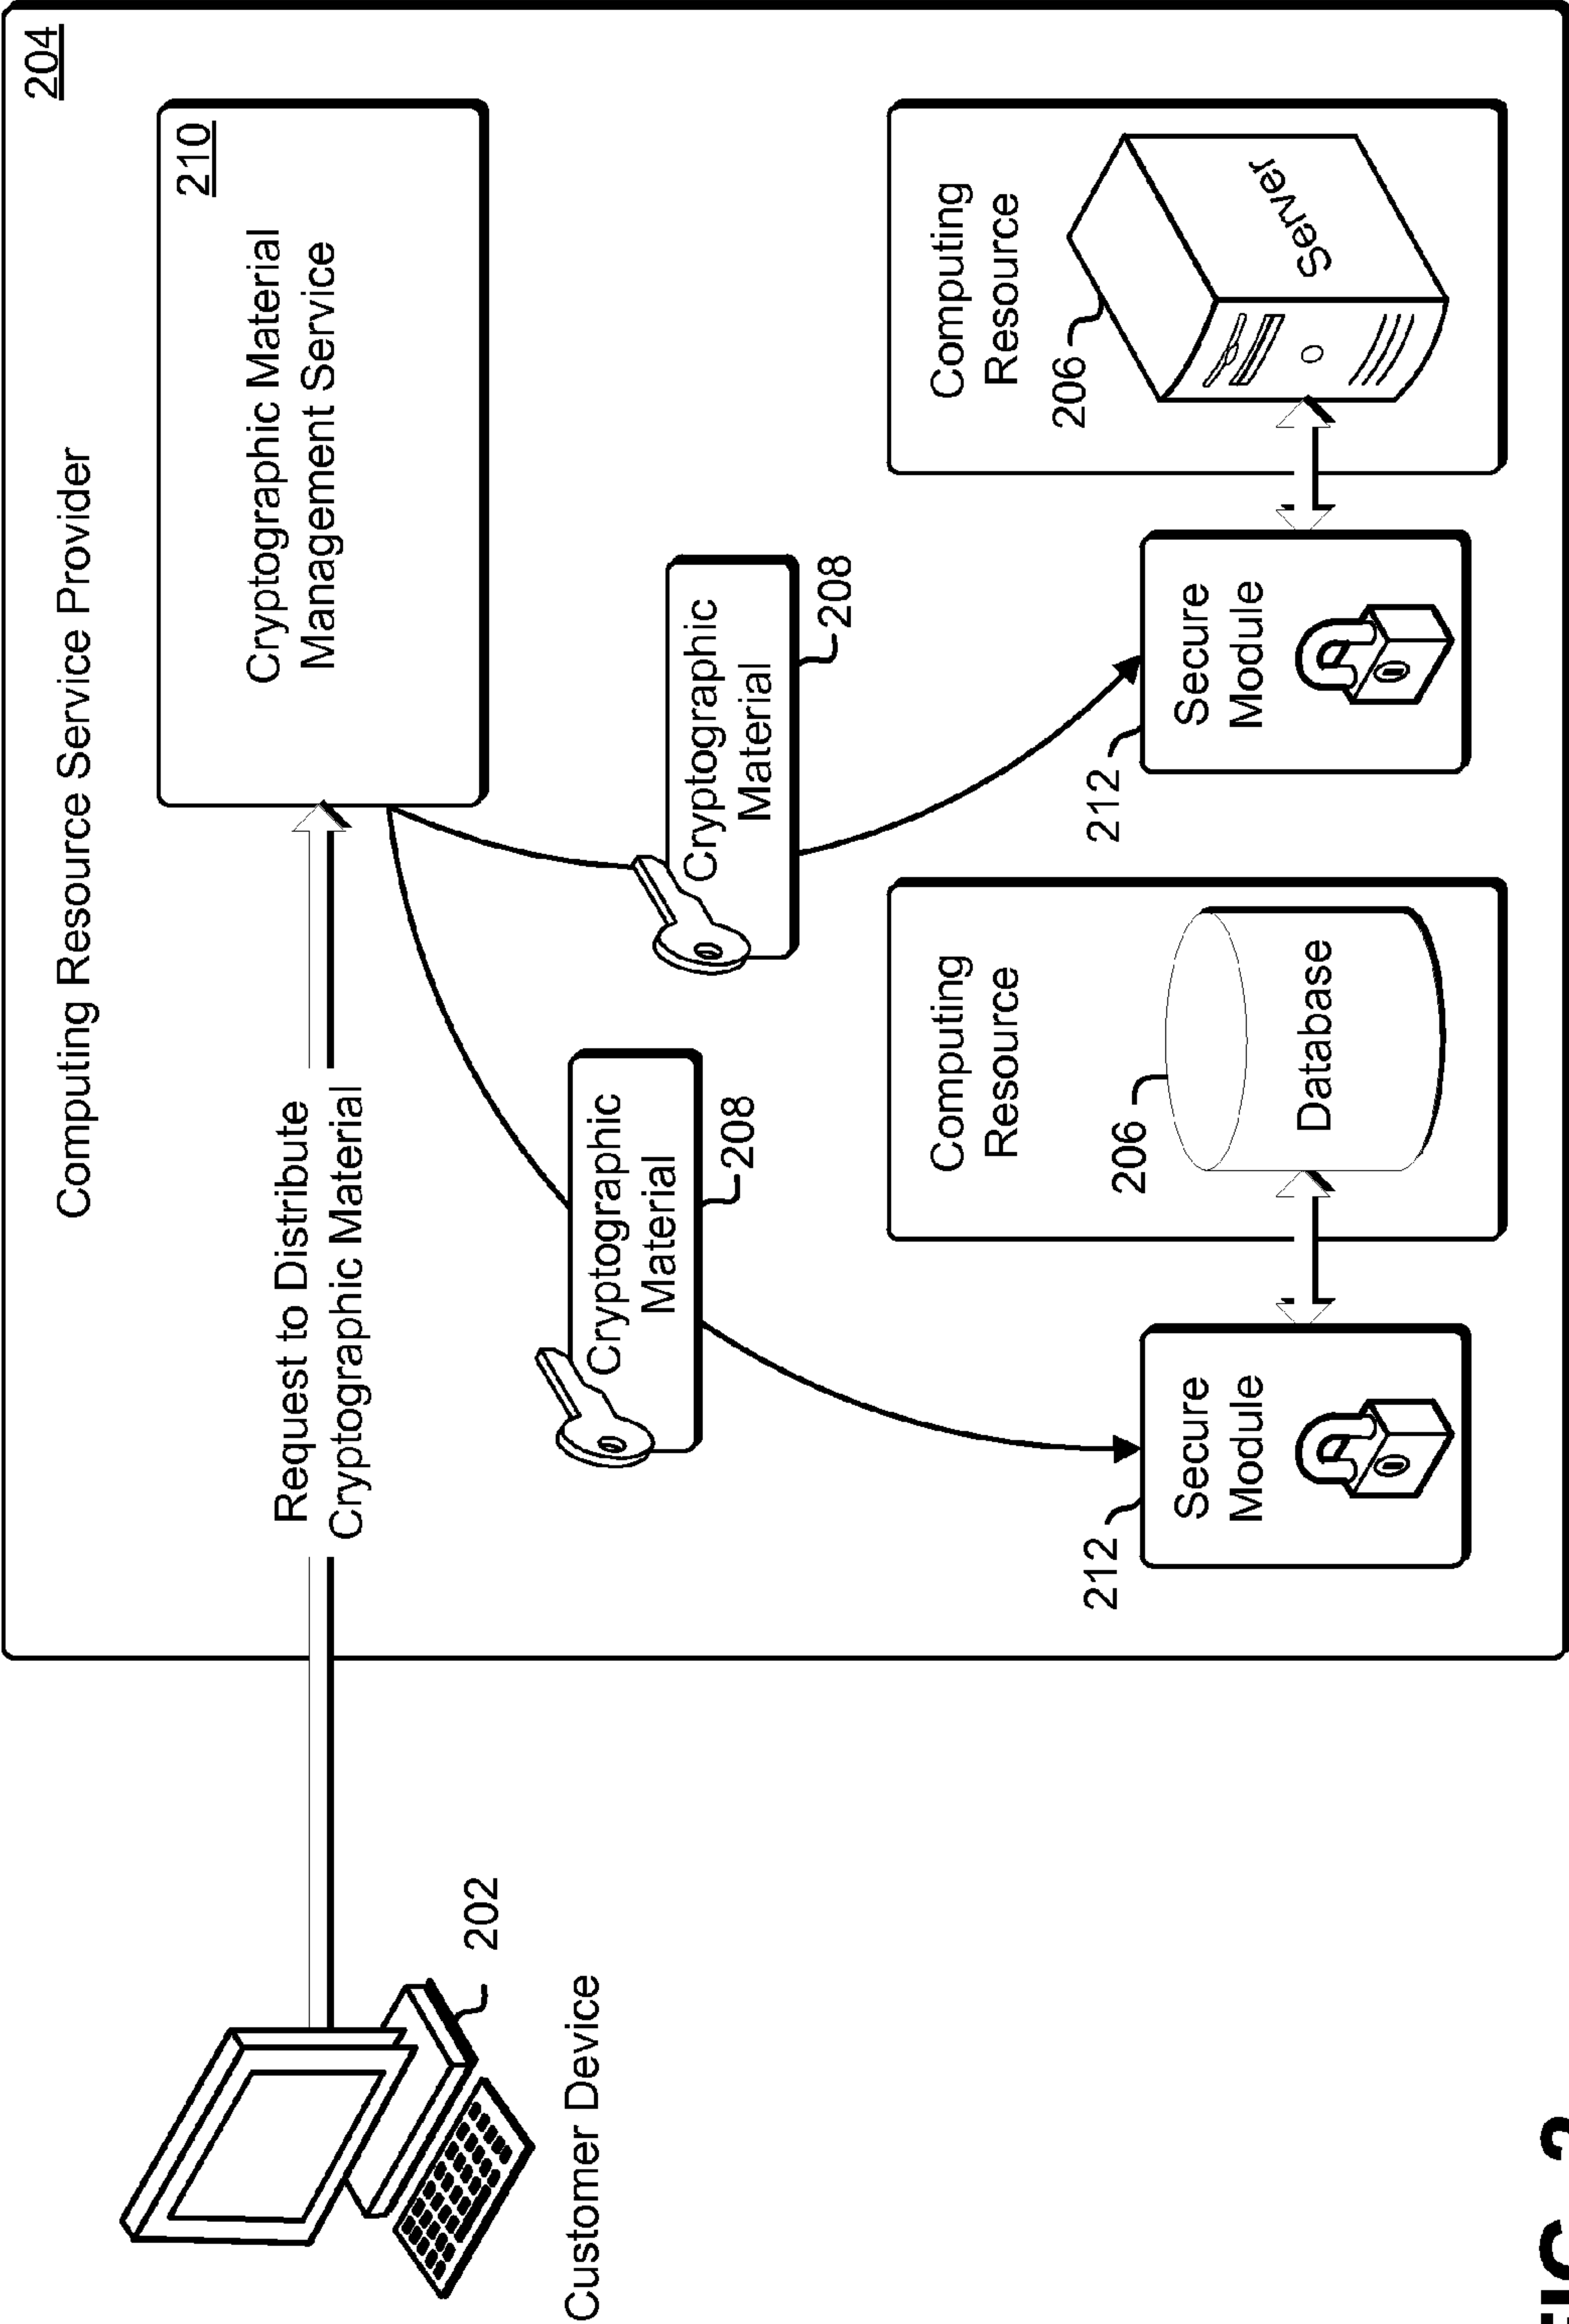 Computing Resource Service Provider
204
210
Cryptographic Material
Management Service
Request to Distribute
Cryptographic Material
202
Customer Device
Cryptographic
Material
208
Cryptographic
Material
208
212
Secure
Module
Computing
Resource
206
Database
212
Secure
Module
Computing
Resource
206
Server